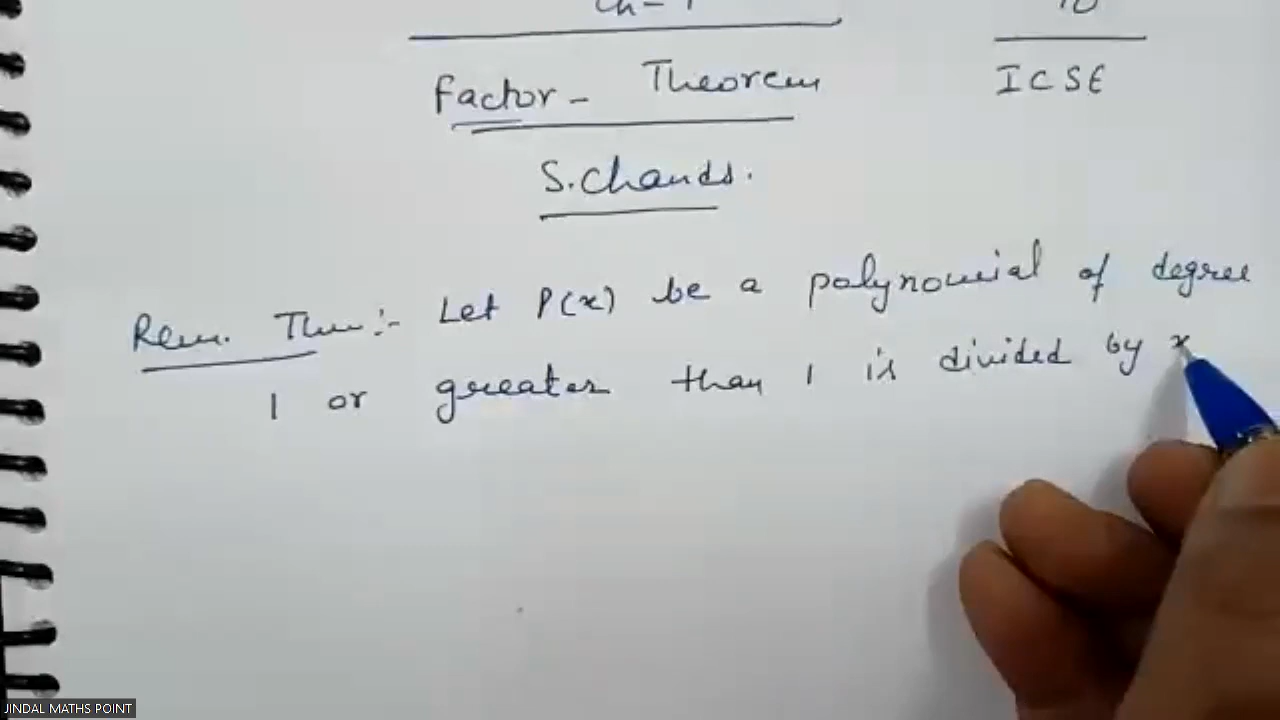 Factor - Theorem
ICSE
S.Chands.
Rem. Thm:- Let P(x) be a polynomial of degree
1 or greater than 1 is divided by x
JINDAL MATHS POINT